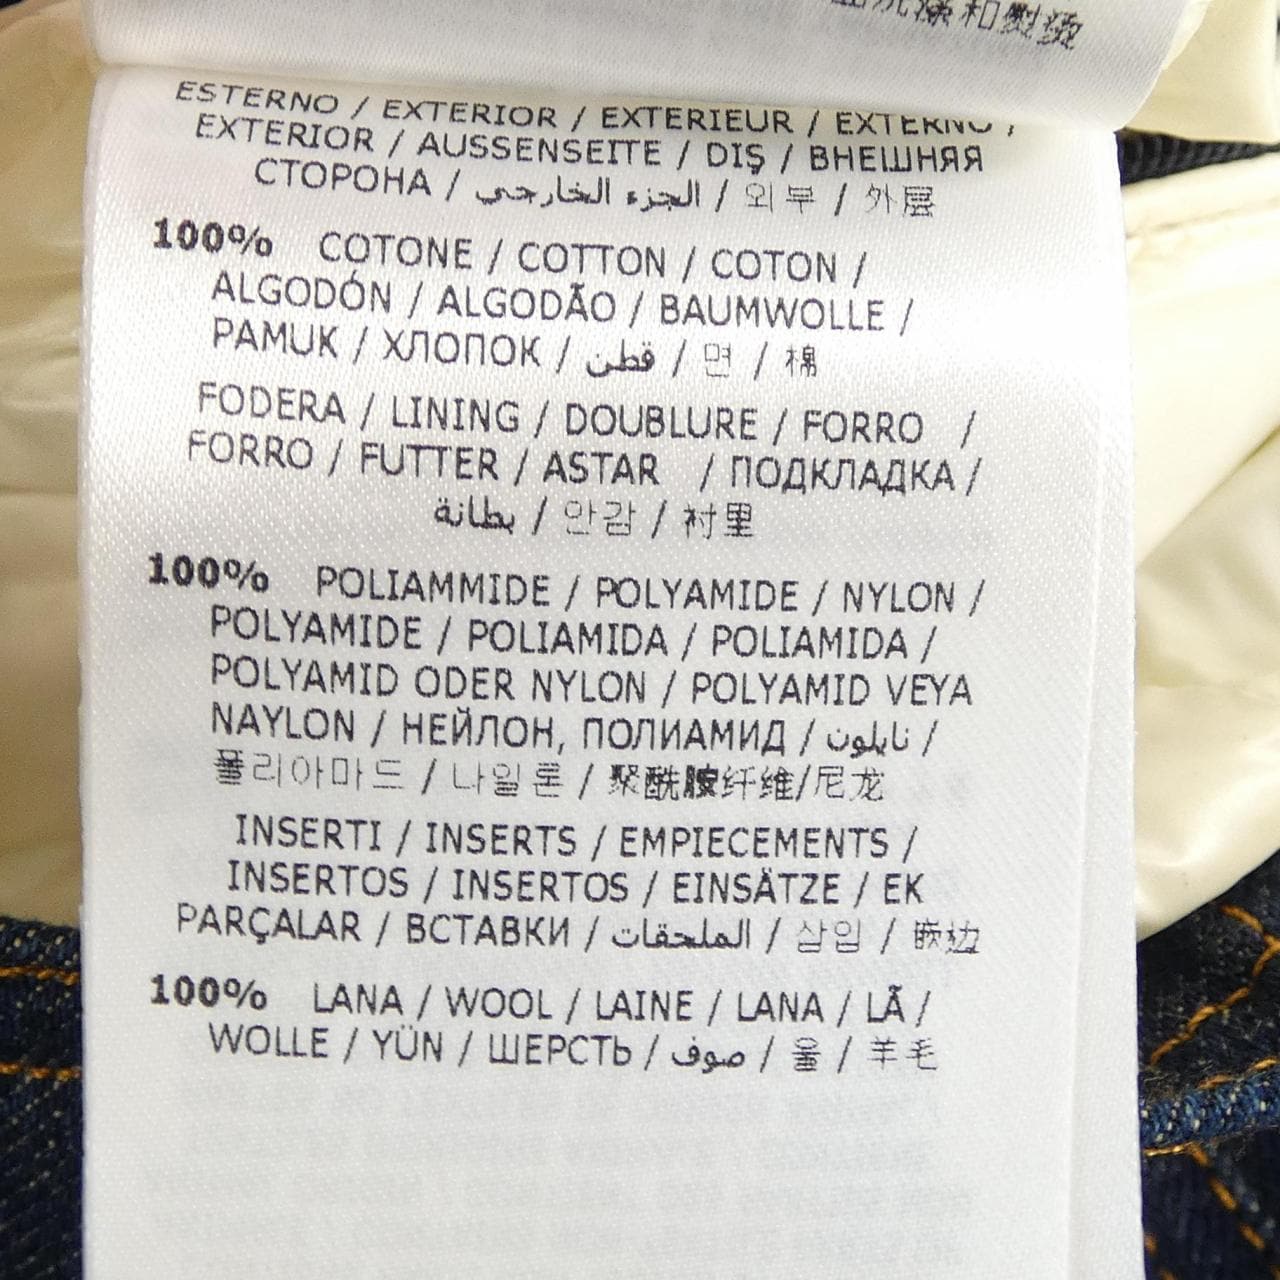 和熨烫
ESTERNO / EXTERIOR / EXTERIEUR / EXTERNO /
EXTERIOR / AUSSENSEITE / DIŞ / ВНЕШНЯЯ
СТОРОНА / الجزء الخارجي / 외부 / 外层
100% COTONE / COTTON / COTON /
ALGODÓN / ALGODÃO / BAUMWOLLE /
PAMUK / ХЛОПОК / قطن / 면 / 棉
FODERA / LINING / DOUBLURE / FORRO /
FORRO / FUTTER / ASTAR / ПОДКЛАДКА /
بطانة / 안감 / 衬里
100% POLIAMMIDE / POLYAMIDE / NYLON /
POLYAMIDE / POLIAMIDA / POLIAMIDA /
POLYAMID ODER NYLON / POLYAMID VEYA
NAYLON / НЕЙЛОН, ПОЛИАМИД / نايلون /
폴리아마드 / 나일론 / 聚酰胺纤维/尼龙
INSERTI / INSERTS / EMPIECEMENTS /
INSERTOS / INSERTOS / EINSÄTZE / EK
PARÇALAR / ВСТАВКИ / الملحقات / 삽입 / 嵌边
100% LANA / WOOL / LAINE / LANA / LÃ /
WOLLE / YÜN / ШЕРСТЬ / صوف / 울 / 羊毛